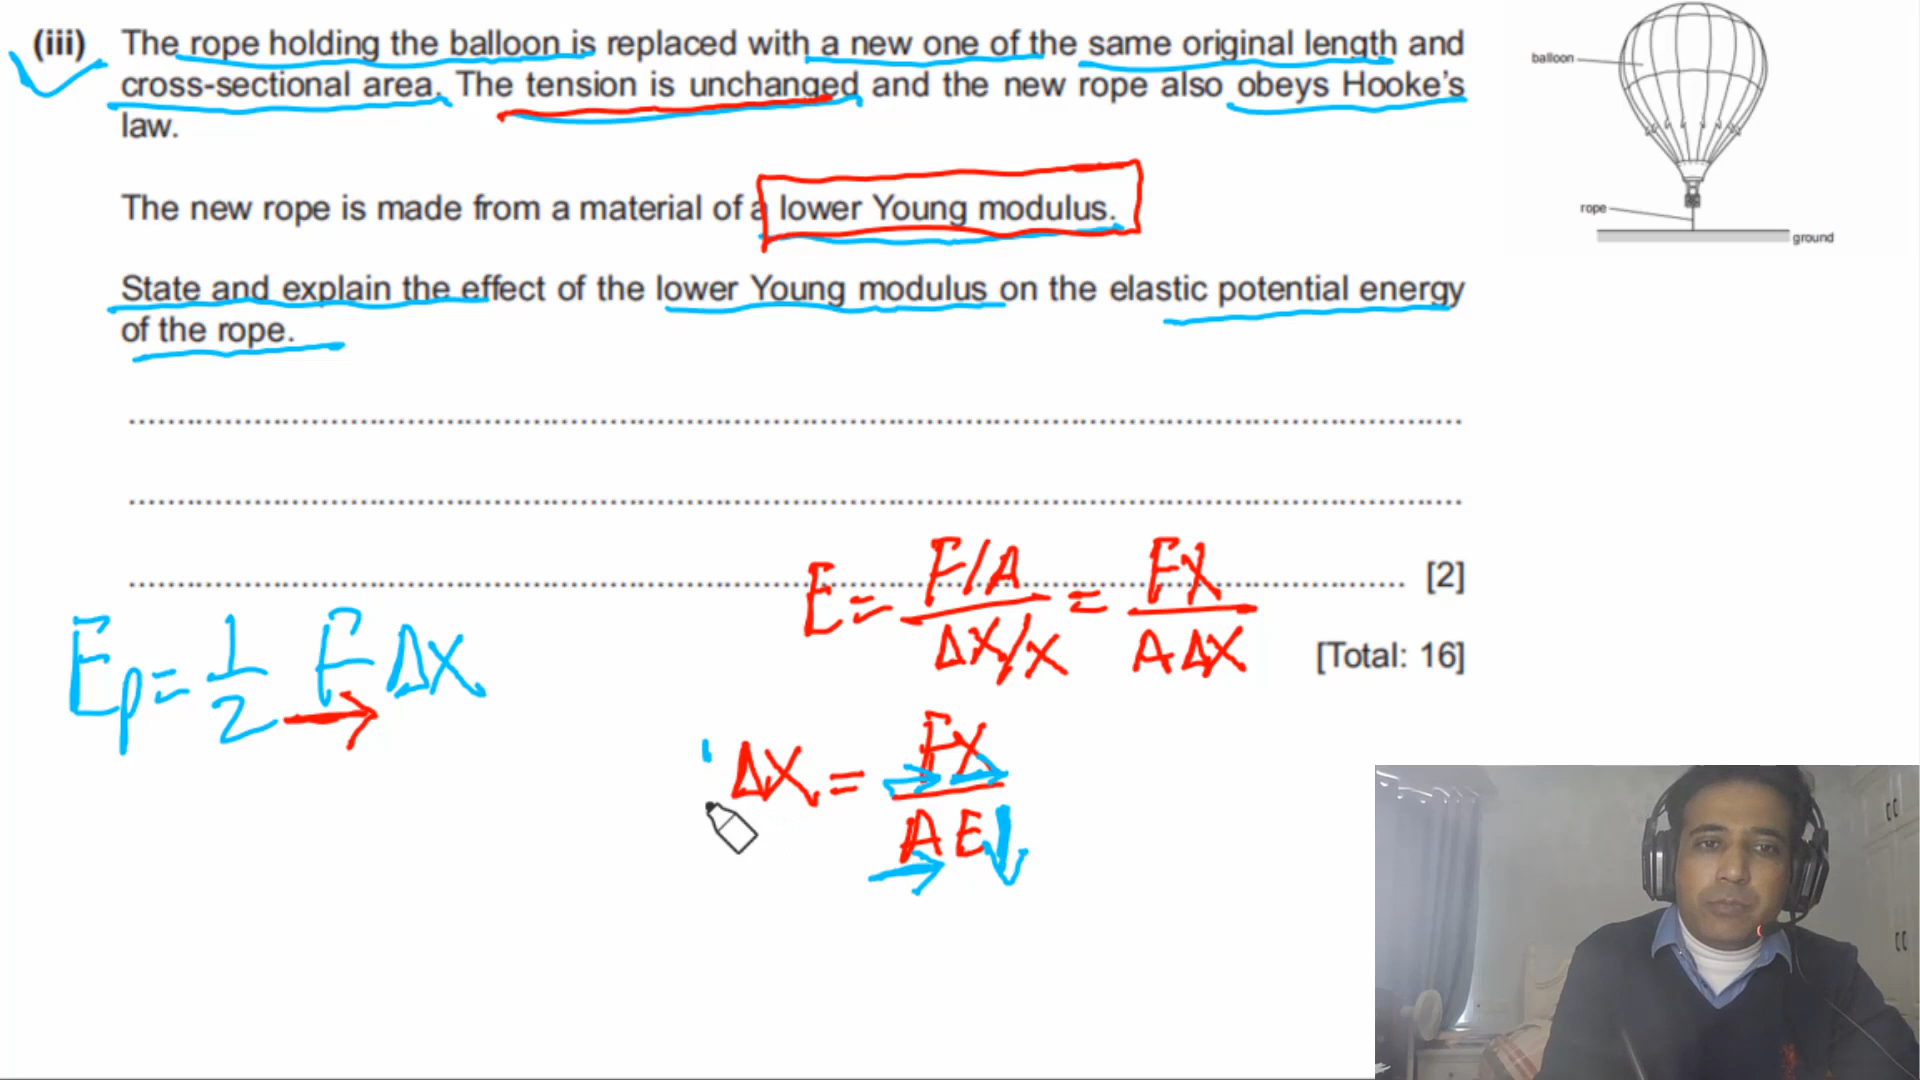 (iii) The rope holding the balloon is replaced with a new one of the same original length and
cross-sectional area. The tension is unchanged and the new rope also obeys Hooke's
law.
The new rope is made from a material of a lower Young modulus.
State and explain the effect of the lower Young modulus on the elastic potential energy
of the rope.
[2]
[Total: 16]
balloon
rope
ground
E = F/A / Δx/x = Fx / A Δx
Ep = 1/2 F Δx
Δx = Fx / A E